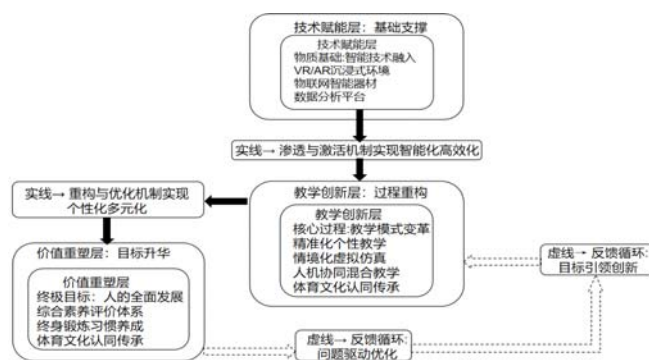 技术赋能层：基础支撑
技术赋能层
物质基础:智能技术融入
VR/AR沉浸式环境
物联网智能器材
数据分析平台
实线→ 渗透与激活机制实现智能化高效化
实线→ 重构与优化机制实现
个性化多元化
教学创新层：过程重构
教学创新层
核心过程:教学模式变革
精准化个性教学
情境化虚拟仿真
人机协同混合教学
体育文化认同传承
价值重塑层：目标升华
价值重塑层
终极目标：人的全面发展
综合素养评价体系
终身锻炼习惯养成
体育文化认同传承
虚线→ 反馈循环:
目标引领创新
虚线→ 反馈循环:
问题驱动优化